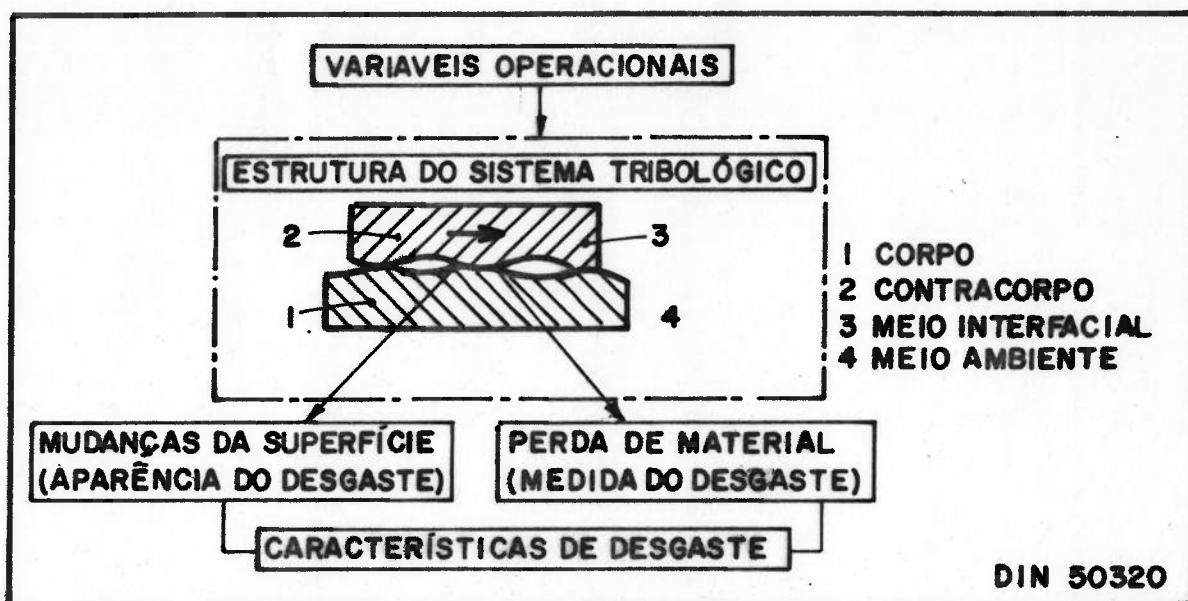 VARIAVEIS OPERACIONAIS
ESTRUTURA DO SISTEMA TRIBOLÓGICO
2
3
1
4
1 CORPO
2 CONTRACORPO
3 MEIO INTERFACIAL
4 MEIO AMBIENTE
MUDANÇAS DA SUPERFÍCIE
(APARÊNCIA DO DESGASTE)
PERDA DE MATERIAL
(MEDIDA DO DESGASTE)
CARACTERÍSTICAS DE DESGASTE
DIN 50320